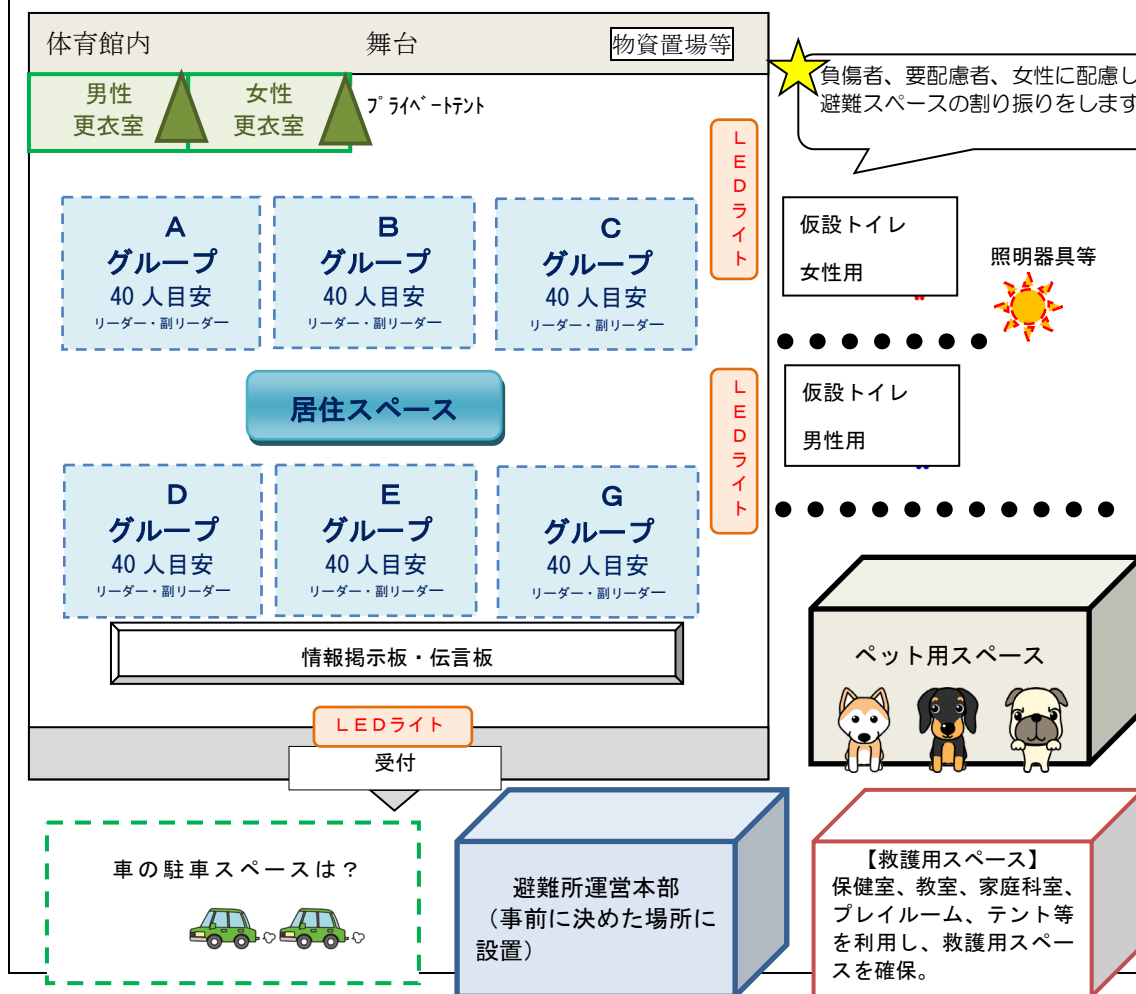 体育館内
舞台
物資置場等
男性
更衣室
女性
更衣室
プライベートテント
負傷者、要配慮者、女性に配慮し
避難スペースの割り振りをします
LEDライト
A
グループ
40人目安
リーダー・副リーダー
B
グループ
40人目安
リーダー・副リーダー
C
グループ
40人目安
リーダー・副リーダー
仮設トイレ
女性用
照明器具等
居住スペース
LEDライト
仮設トイレ
男性用
D
グループ
40人目安
リーダー・副リーダー
E
グループ
40人目安
リーダー・副リーダー
G
グループ
40人目安
リーダー・副リーダー
情報掲示板・伝言板
ペット用スペース
LEDライト
受付
車の駐車スペースは？
避難所運営本部
（事前に決めた場所に
設置）
【救護用スペース】
保健室、教室、家庭科室、
プレイルーム、テント等
を利用し、救護用スペー
スを確保。